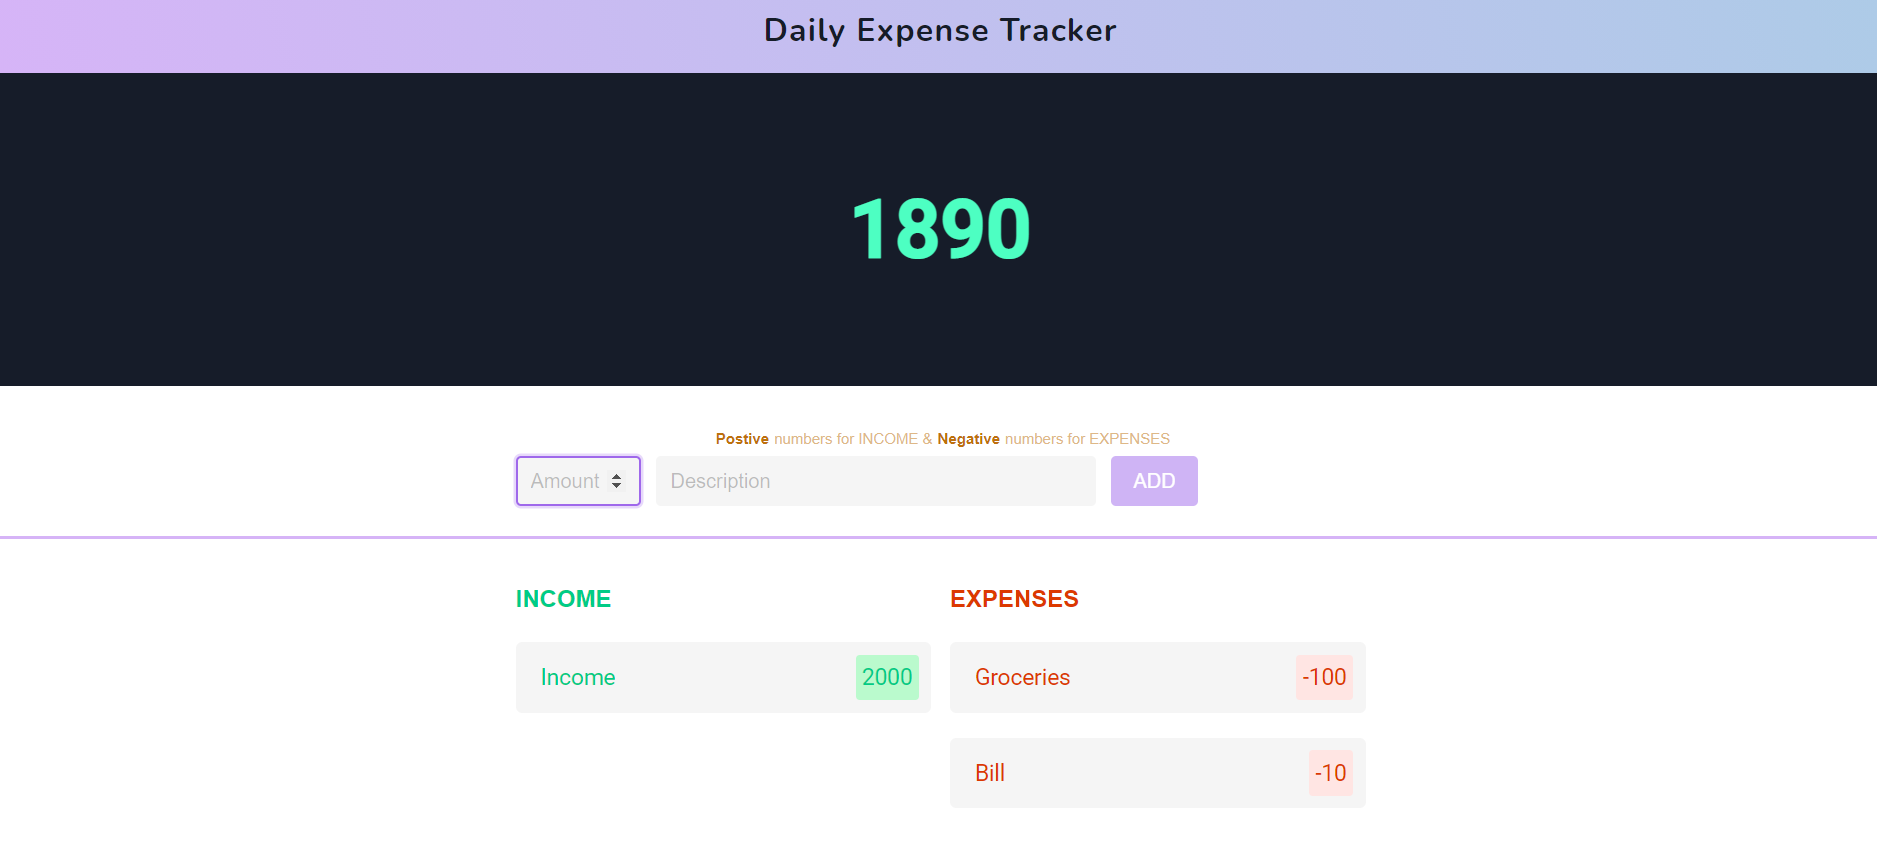 Daily Expense Tracker
1890
Postive numbers for INCOME & Negative numbers for EXPENSES
Amount Description ADD
INCOME EXPENSES
Income 2000 Groceries -100
Bill -10